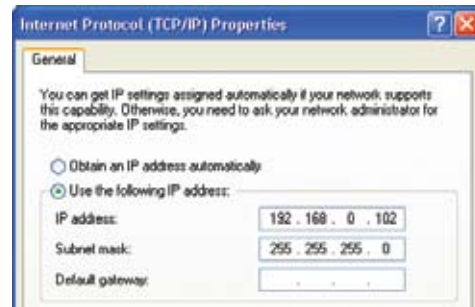 Internet Protocol (TCP/IP) Properties
General
You can get IP settings assigned automatically if your network supports
this capability. Otherwise, you need to ask your network administrator for
the appropriate IP settings.
Obtain an IP address automatically
Use the following IP address:
IP address: 192 . 168 . 0 . 102
Subnet mask: 255 . 255 . 255 . 0
Default gateway: . . .